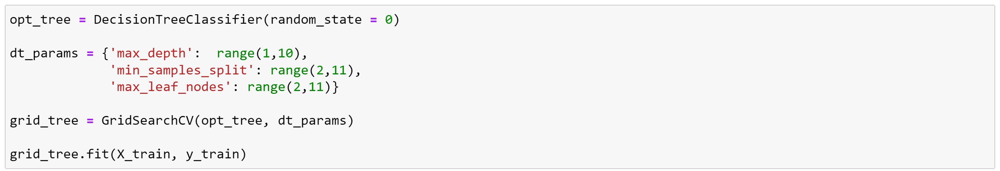 opt_tree = DecisionTreeClassifier(random_state = 0)
dt_params = {'max_depth':  range(1,10),
             'min_samples_split': range(2,11),
             'max_leaf_nodes': range(2,11)}
grid_tree = GridSearchCV(opt_tree, dt_params)
grid_tree.fit(X_train, y_train)